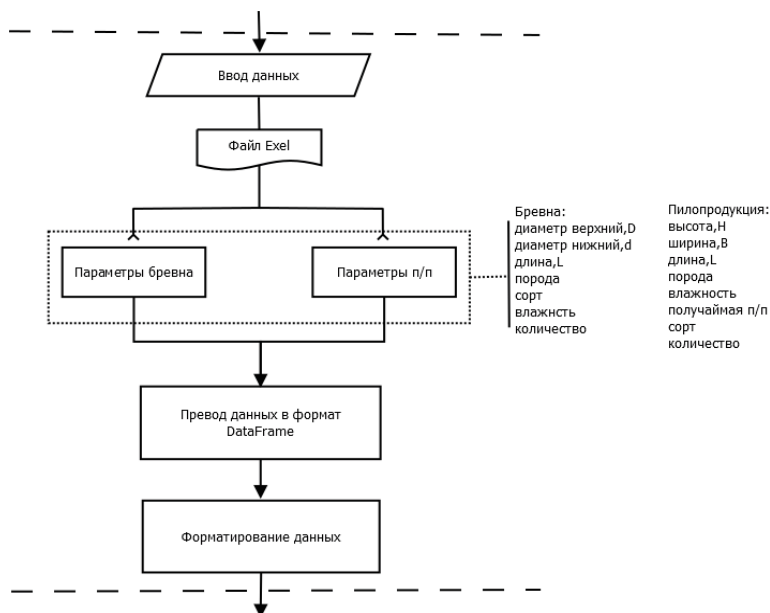 Ввод данных
Файл Exel
Параметры бревна
Параметры п/п
Бревна:
диаметр верхний,D
диаметр нижний,d
длина,L
порода
сорт
влажнсть
количество
Пилопродукция:
высота,H
ширина,B
длина,L
порода
влажность
получаймая п/п
сорт
количество
Превод данных в формат
DataFrame
Форматирование данных